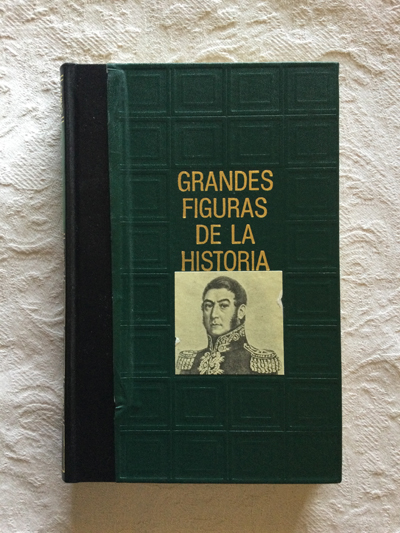 GRANDES
FIGURAS
DE LA
HISTORIA